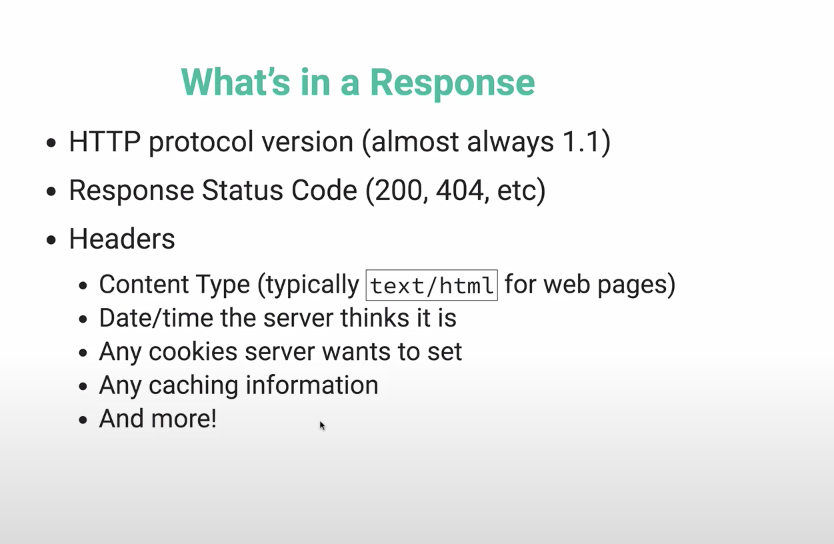 What's in a Response
• HTTP protocol version (almost always 1.1)
• Response Status Code (200, 404, etc)
• Headers
• Content Type (typically text/html for web pages)
• Date/time the server thinks it is
• Any cookies server wants to set
• Any caching information
• And more!